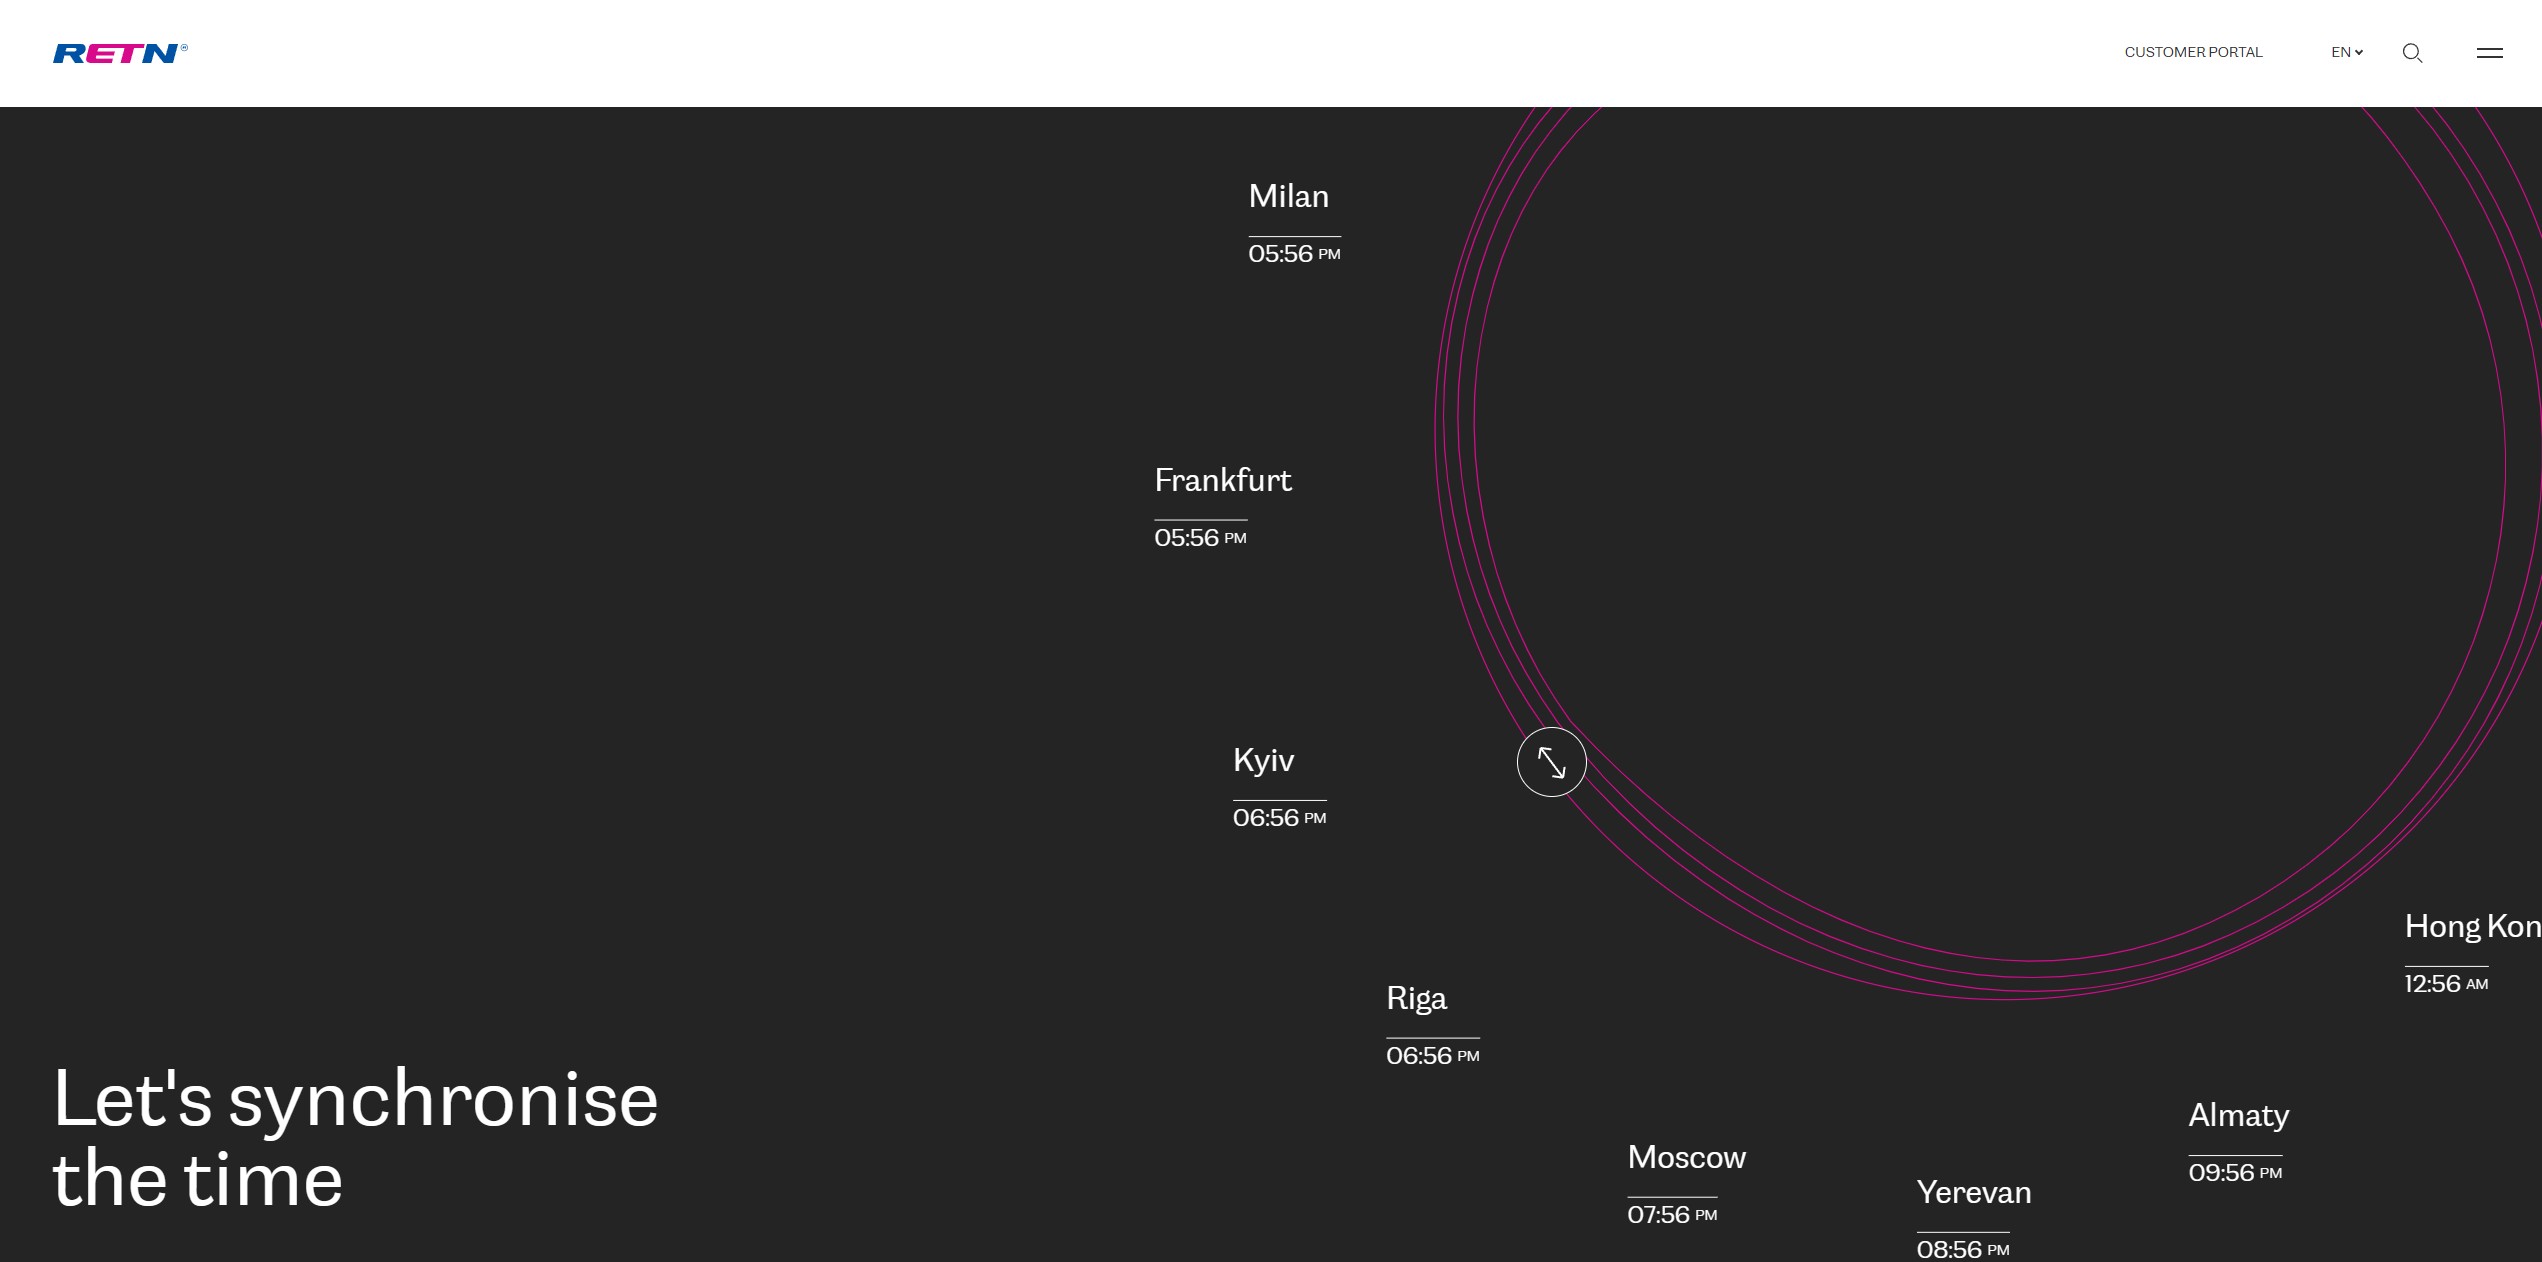 RETN®
CUSTOMER PORTAL
EN
Milan
05:56 PM
Frankfurt
05:56 PM
Kyiv
06:56 PM
Hong Kon
12:56 AM
Riga
06:56 PM
Let's synchronise
the time
Almaty
09:56 PM
Moscow
07:56 PM
Yerevan
08:56 PM